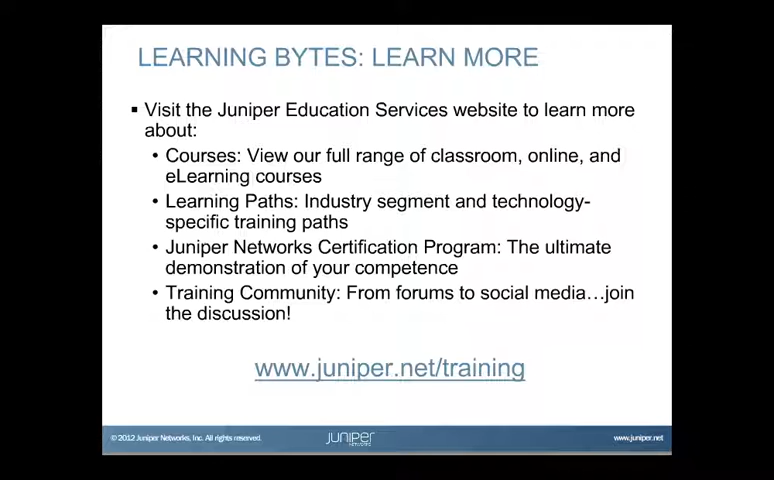 LEARNING BYTES: LEARN MORE
▪ Visit the Juniper Education Services website to learn more
about:
• Courses: View our full range of classroom, online, and
eLearning courses
• Learning Paths: Industry segment and technology-
specific training paths
• Juniper Networks Certification Program: The ultimate
demonstration of your competence
• Training Community: From forums to social media…join
the discussion!
www.juniper.net/training
© 2012 Juniper Networks, Inc. All rights reserved.
JUNIPER
NETWORKS
www.juniper.net